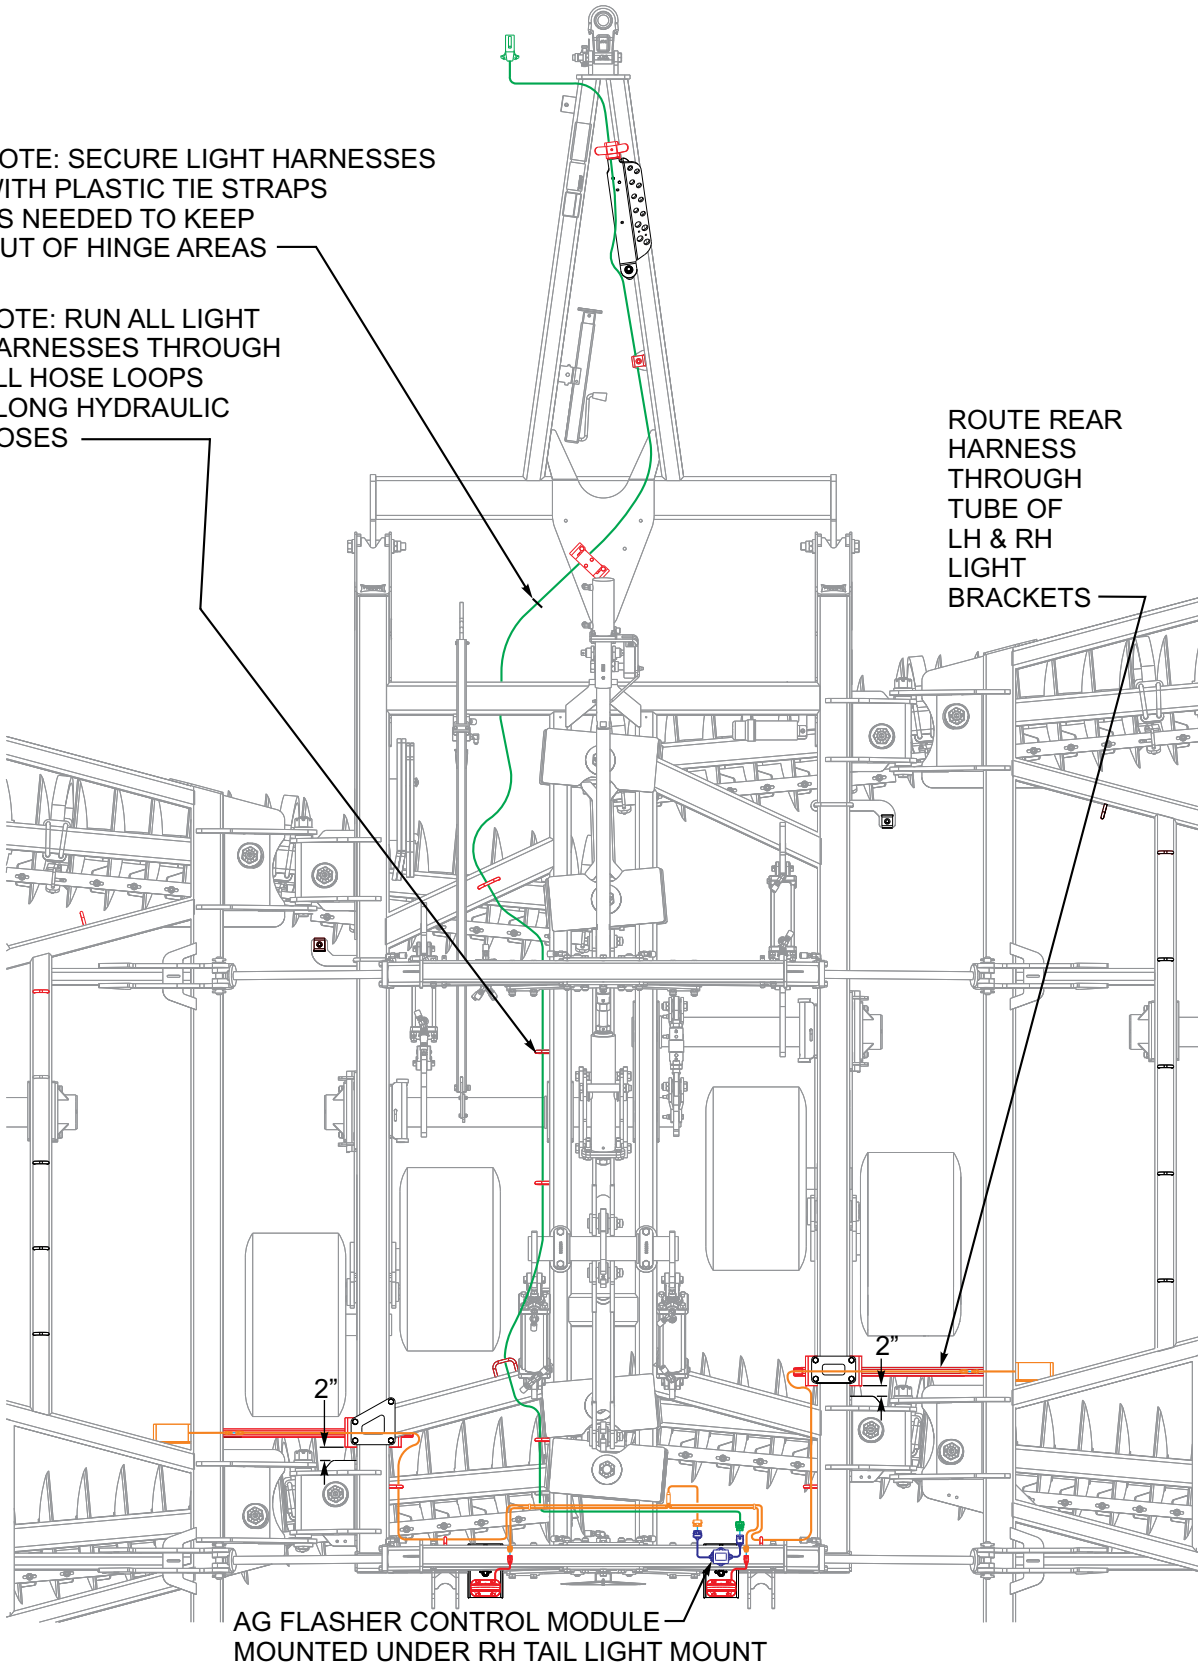 OTE: SECURE LIGHT HARNESSES
WITH PLASTIC TIE STRAPS
S NEEDED TO KEEP
UT OF HINGE AREAS
OTE: RUN ALL LIGHT
ARNESSES THROUGH
LL HOSE LOOPS
LONG HYDRAULIC
OSES
ROUTE REAR
HARNESS
THROUGH
TUBE OF
LH & RH
LIGHT
BRACKETS
2”
2”
AG FLASHER CONTROL MODULE
MOUNTED UNDER RH TAIL LIGHT MOUNT